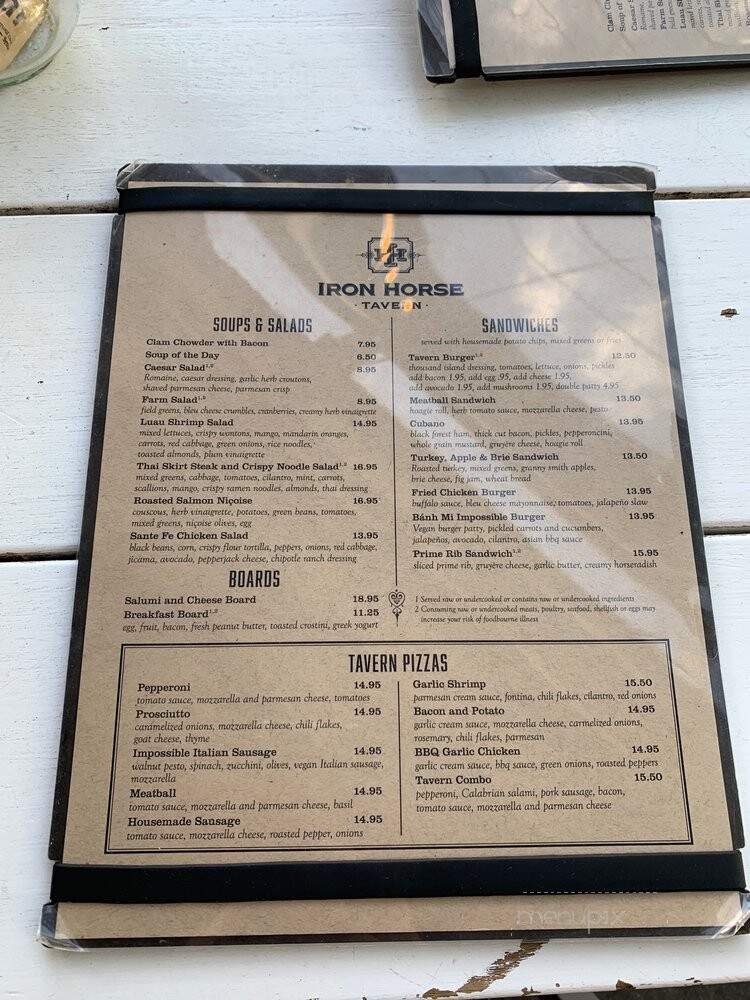 IRON HORSE
· TAVERN ·
SOUPS & SALADS
Clam Chowder with Bacon 7.95
Soup of the Day 6.50
Caesar Salad1,2 8.95
Romaine, caesar dressing, garlic herb croutons,
shaved parmesan cheese, parmesan crisp
Farm Salad1,2 8.95
field greens, bleu cheese crumbles, cranberries, creamy herb vinaigrette
Luau Shrimp Salad 14.95
mixed lettuces, crispy wontons, mango, mandarin oranges,
carrots, red cabbage, green onions, rice noodles,
toasted almonds, plum vinaigrette
Thai Skirt Steak and Crispy Noodle Salad1,2 16.95
mixed greens, cabbage, tomatoes, cilantro, mint, carrots,
scallions, mango, crispy ramen noodles, almonds, thai dressing
Roasted Salmon Niçoise 16.95
couscous, herb vinaigrette, potatoes, green beans, tomatoes,
mixed greens, niçoise olives, egg
Sante Fe Chicken Salad 13.95
black beans, corn, crispy flour tortilla, peppers, onions, red cabbage,
jicama, avocado, pepperjack cheese, chipotle ranch dressing
BOARDS
Salumi and Cheese Board 18.95
Breakfast Board1,2 11.25
egg, fruit, bacon, fresh peanut butter, toasted crostini, greek yogurt
SANDWICHES
served with housemade potato chips, mixed greens or fries
Tavern Burger1,2 12.50
thousand island dressing, tomatoes, lettuce, onions, pickles
add bacon 1.95, add egg .95, add cheese 1.95,
add avocado 1.95, add mushrooms 1.95, double patty 4.95
Meatball Sandwich 13.50
hoagie roll, herb tomato sauce, mozzarella cheese, pesto
Cubano 13.95
black forest ham, thick cut bacon, pickles, pepperoncini,
whole grain mustard, gruyère cheese, hoagie roll
Turkey, Apple & Brie Sandwich 13.50
Roasted turkey, mixed greens, granny smith apples,
brie cheese, fig jam, wheat bread
Fried Chicken Burger 13.95
buffalo sauce, bleu cheese mayonnaise, tomatoes, jalapeño slaw
Bánh Mi Impossible Burger 13.95
Vegan burger patty, pickled carrots and cucumbers,
jalapeños, avocado, cilantro, asian bbq sauce
Prime Rib Sandwich1,2 15.95
sliced prime rib, gruyère cheese, garlic butter, creamy horseradish
1 Served raw or undercooked or contains raw or undercooked ingredients
2 Consuming raw or undercooked meats, poultry, seafood, shellfish or eggs may
increase your risk of foodbourne illness
TAVERN PIZZAS
Pepperoni 14.95
tomato sauce, mozzarella and parmesan cheese, tomatoes
Prosciutto 14.95
caramelized onions, mozzarella cheese, chili flakes,
goat cheese, thyme
Impossible Italian Sausage 14.95
walnut pesto, spinach, zucchini, olives, vegan Italian sausage,
mozzarella
Meatball 14.95
tomato sauce, mozzarella and parmesan cheese, basil
Housemade Sausage 14.95
tomato sauce, mozzarella cheese, roasted pepper, onions
Garlic Shrimp 15.50
parmesan cream sauce, fontina, chili flakes, cilantro, red onions
Bacon and Potato 14.95
garlic cream sauce, mozzarella cheese, carmelized onions,
rosemary, chili flakes, parmesan
BBQ Garlic Chicken 14.95
garlic cream sauce, bbq sauce, green onions, roasted peppers
Tavern Combo 15.50
pepperoni, Calabrian salami, pork sausage, bacon,
tomato sauce, mozzarella and parmesan cheese
menupix